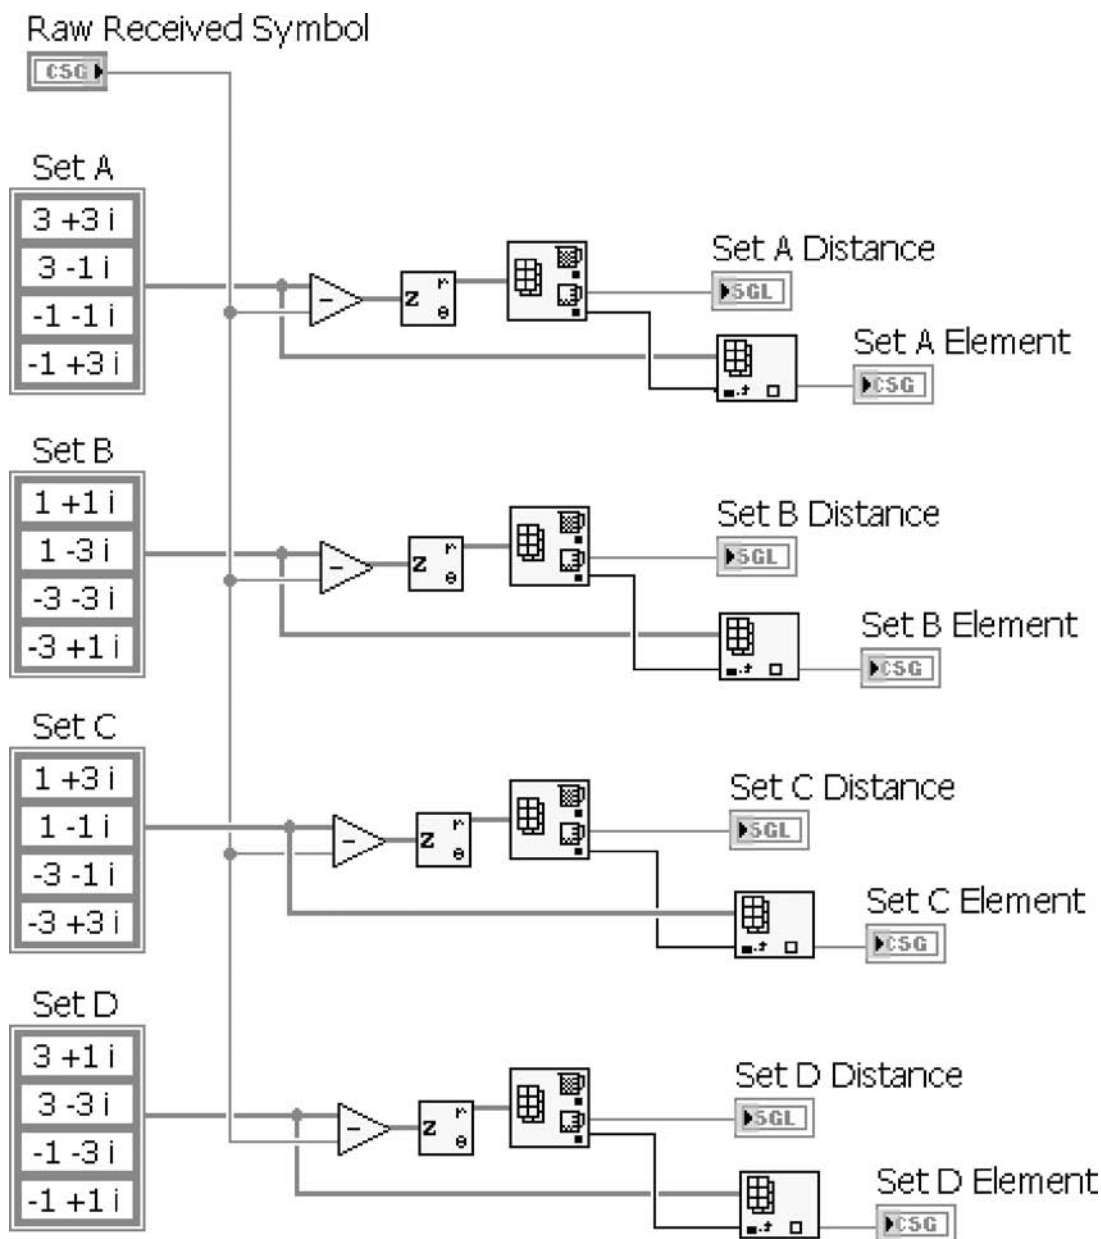 Raw Received Symbol
CSG
Set A
3 +3 i
3 -1 i
-1 -1 i
-1 +3 i
z r θ
Set A Distance
SGL
Set A Element
CSG
Set B
1 +1 i
1 -3 i
-3 -3 i
-3 +1 i
z r θ
Set B Distance
SGL
Set B Element
CSG
Set C
1 +3 i
1 -1 i
-3 -1 i
-3 +3 i
z r θ
Set C Distance
SGL
Set C Element
CSG
Set D
3 +1 i
3 -3 i
-1 -3 i
-1 +1 i
z r θ
Set D Distance
SGL
Set D Element
CSG